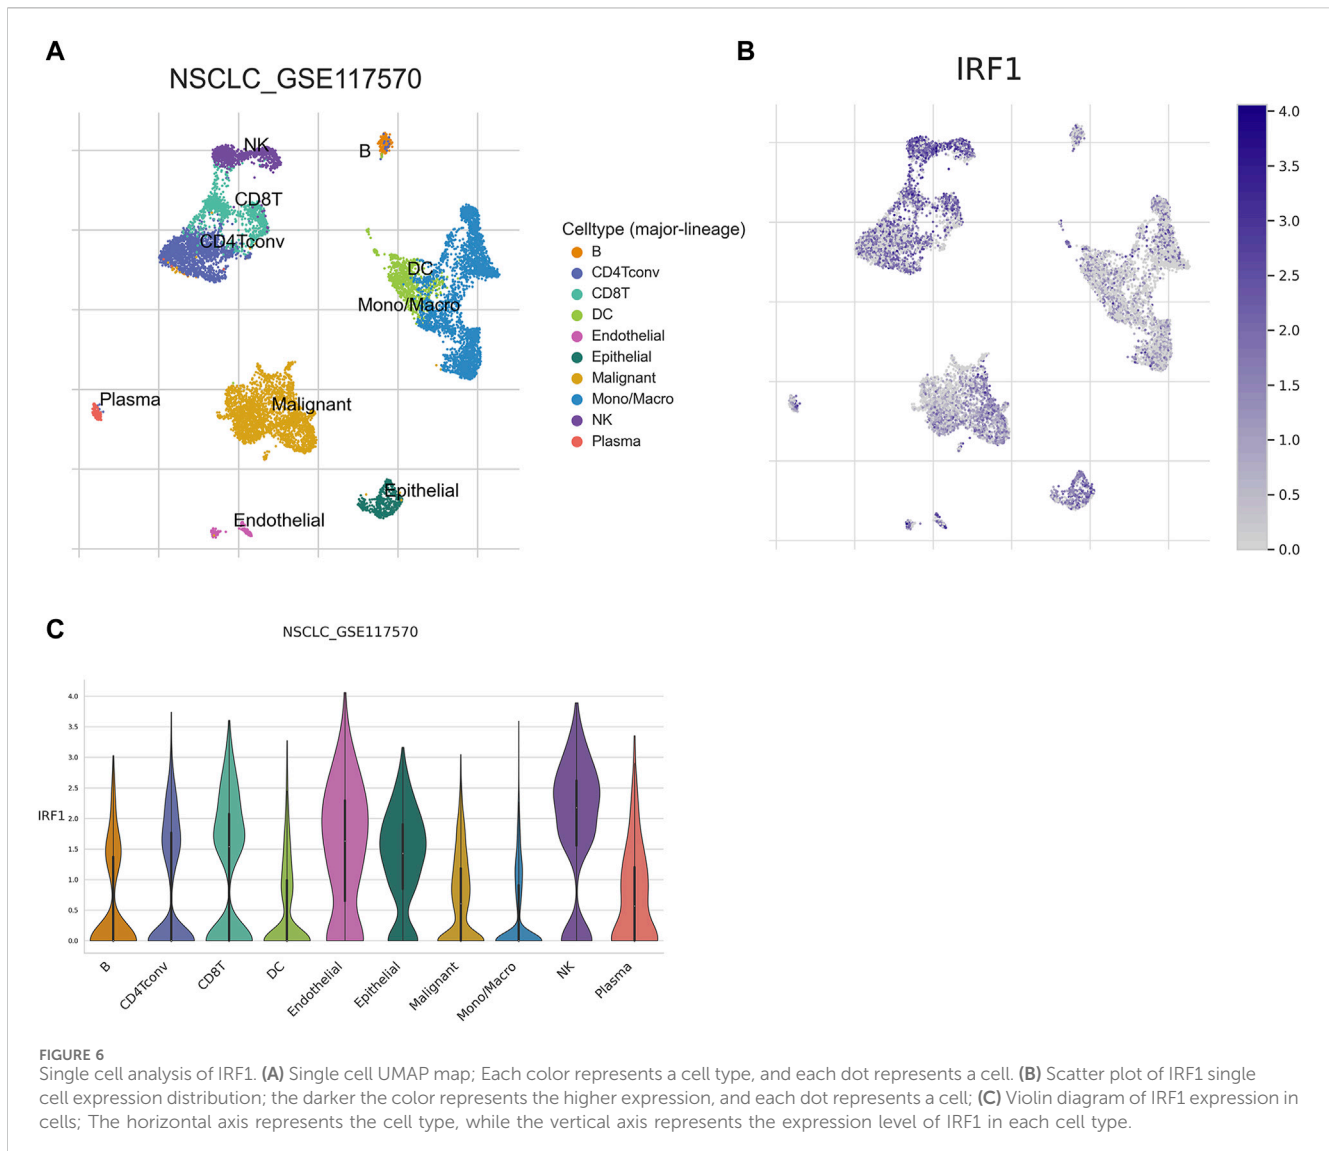 A
NSCLC_GSE117570
NK
B
CD8T
CD4Tconv
DC
Mono/Macro
Plasma
Malignant
Epithelial
Endothelial
Celltype (major-lineage)
B
CD4Tconv
CD8T
DC
Endothelial
Epithelial
Malignant
Mono/Macro
NK
Plasma
B
IRF1
4.0
3.5
3.0
2.5
2.0
1.5
1.0
0.5
0.0
C
NSCLC_GSE117570
4.0
3.5
3.0
2.5
2.0
1.5
1.0
0.5
0.0
IRF1
B
CD4Tconv
CD8T
DC
Endothelial
Epithelial
Malignant
Mono/Macro
NK
Plasma
FIGURE 6
Single cell analysis of IRF1. (A) Single cell UMAP map; Each color represents a cell type, and each dot represents a cell. (B) Scatter plot of IRF1 single
cell expression distribution; the darker the color represents the higher expression, and each dot represents a cell; (C) Violin diagram of IRF1 expression in
cells; The horizontal axis represents the cell type, while the vertical axis represents the expression level of IRF1 in each cell type.